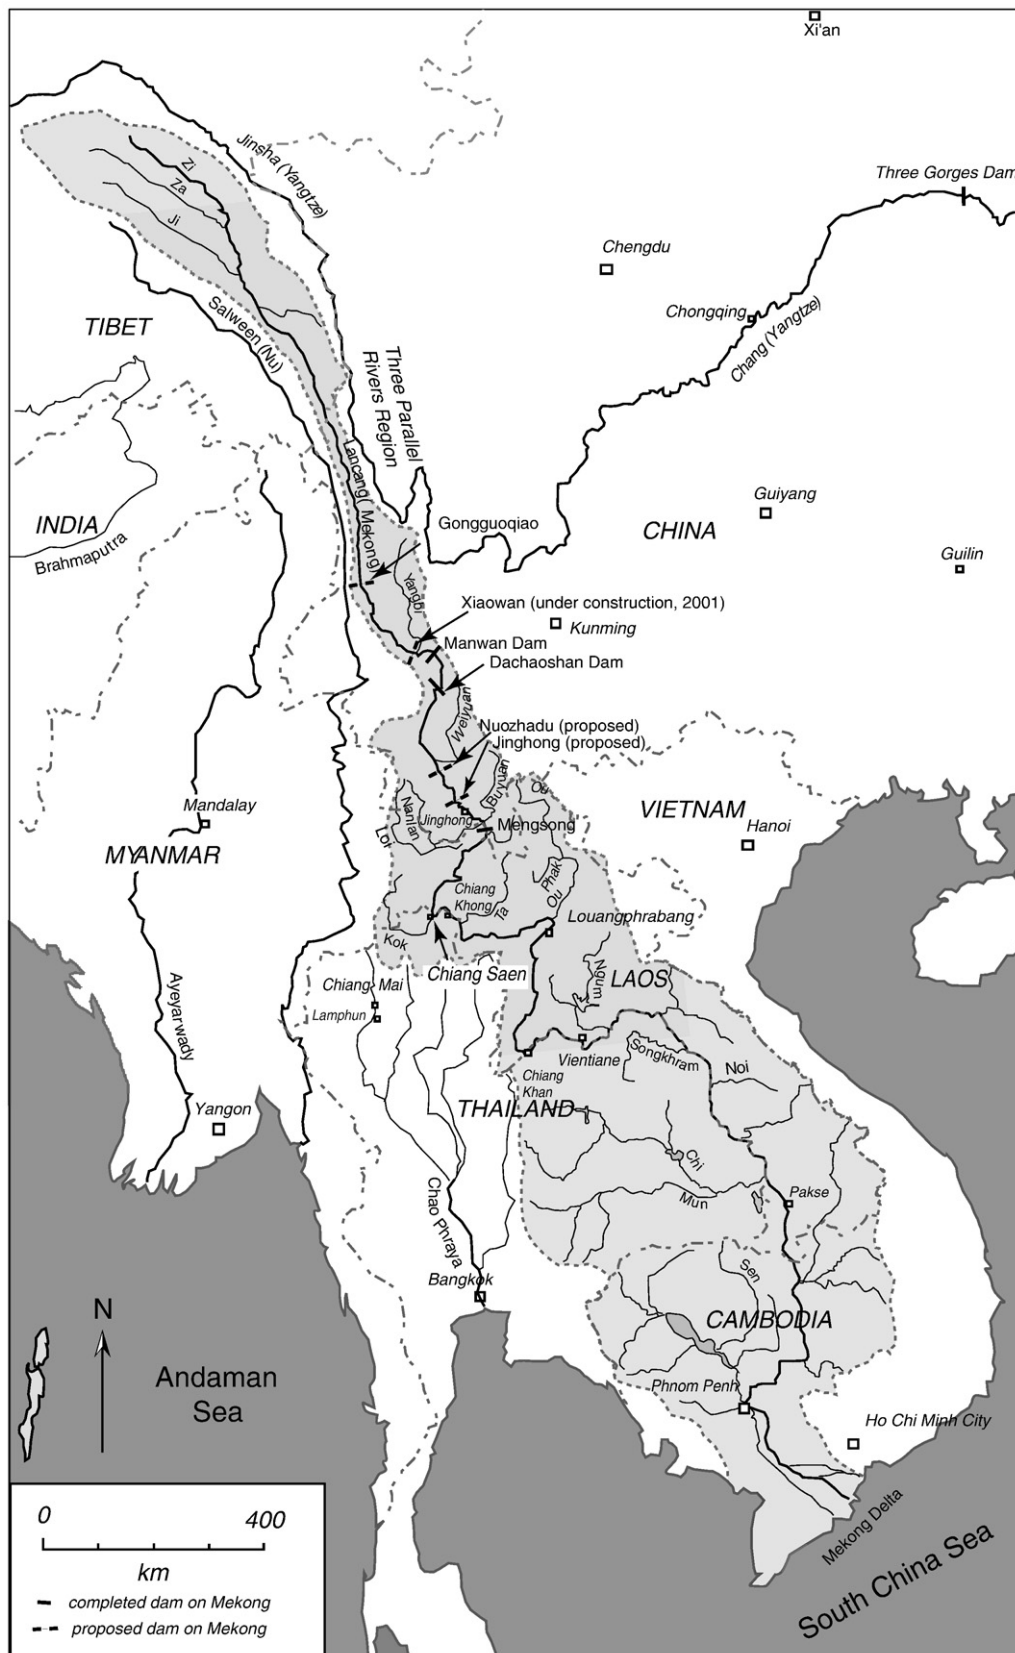 Xi'an
Jinsha (Yangtze)
Zi
Za
Ji
Three Gorges Dam
Chengdu
Chongqing
Chang (Yangtze)
Salween (Nu)
TIBET
Three Parallel
Rivers Region
Lancang( Mekong)
Guiyang
INDIA
Brahmaputra
Gongguoqiao
CHINA
Guilin
Yangbi
Xiaowan (under construction, 2001)
Kunming
Manwan Dam
Dachaoshan Dam
Weiyuan
Nuozhadu (proposed)
Jinghong (proposed)
Buyuan
Ou
Nanlan
Loi
Jinghong
Mengsong
Mandalay
VIETNAM
Hanoi
MYANMAR
Chiang
Khong
Ta
Phak
Ou
Louangphrabang
Kok
Chiang Saen
Ngum
LAOS
Chiang Mai
Lamphun
Ayeyarwady
Vientiane
Songkhram
Noi
Chiang
Khan
THAILAND
Yangon
Chi
Mun
Pakse
Chao Phraya
Bangkok
Sen
CAMBODIA
N
Andaman
Sea
Phnom Penh
Ho Chi Minh City
Mekong Delta
South China Sea
0 400
km
completed dam on Mekong
proposed dam on Mekong